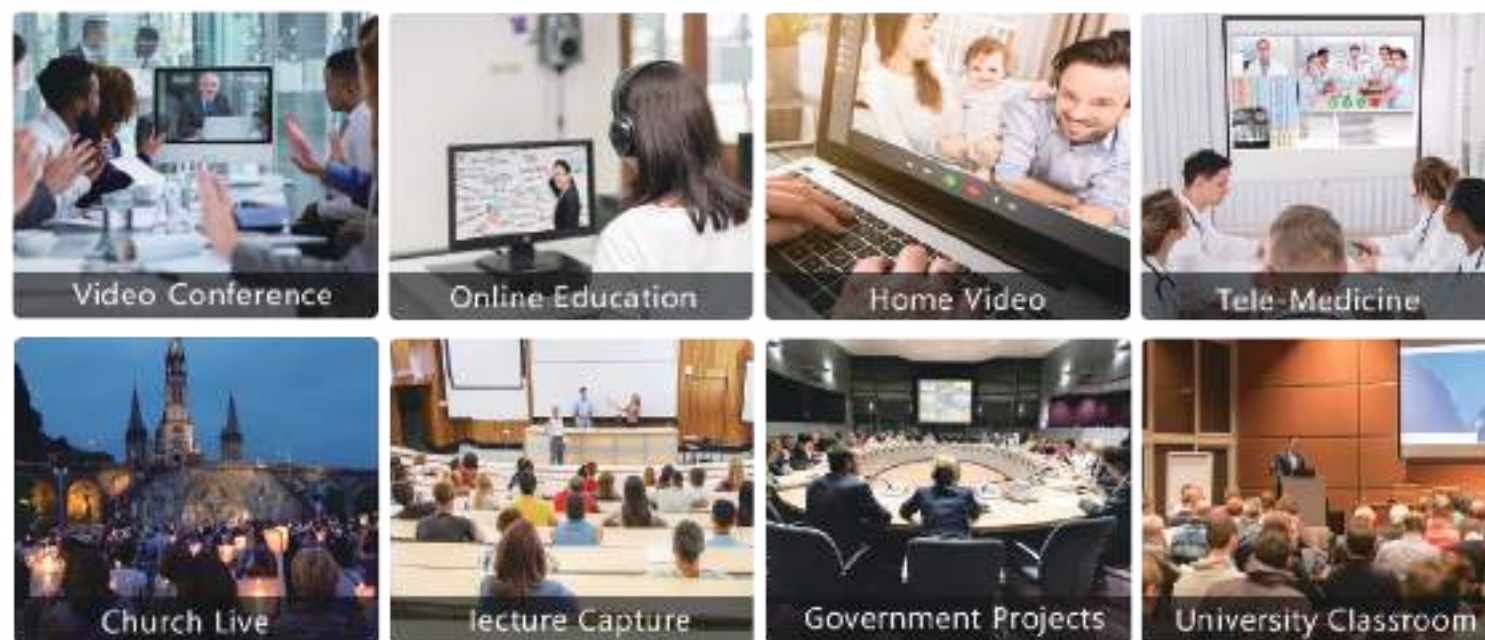 Video Conference
Online Education
Home Video
Tele-Medicine
Church Live
lecture Capture
Government Projects
University Classroom